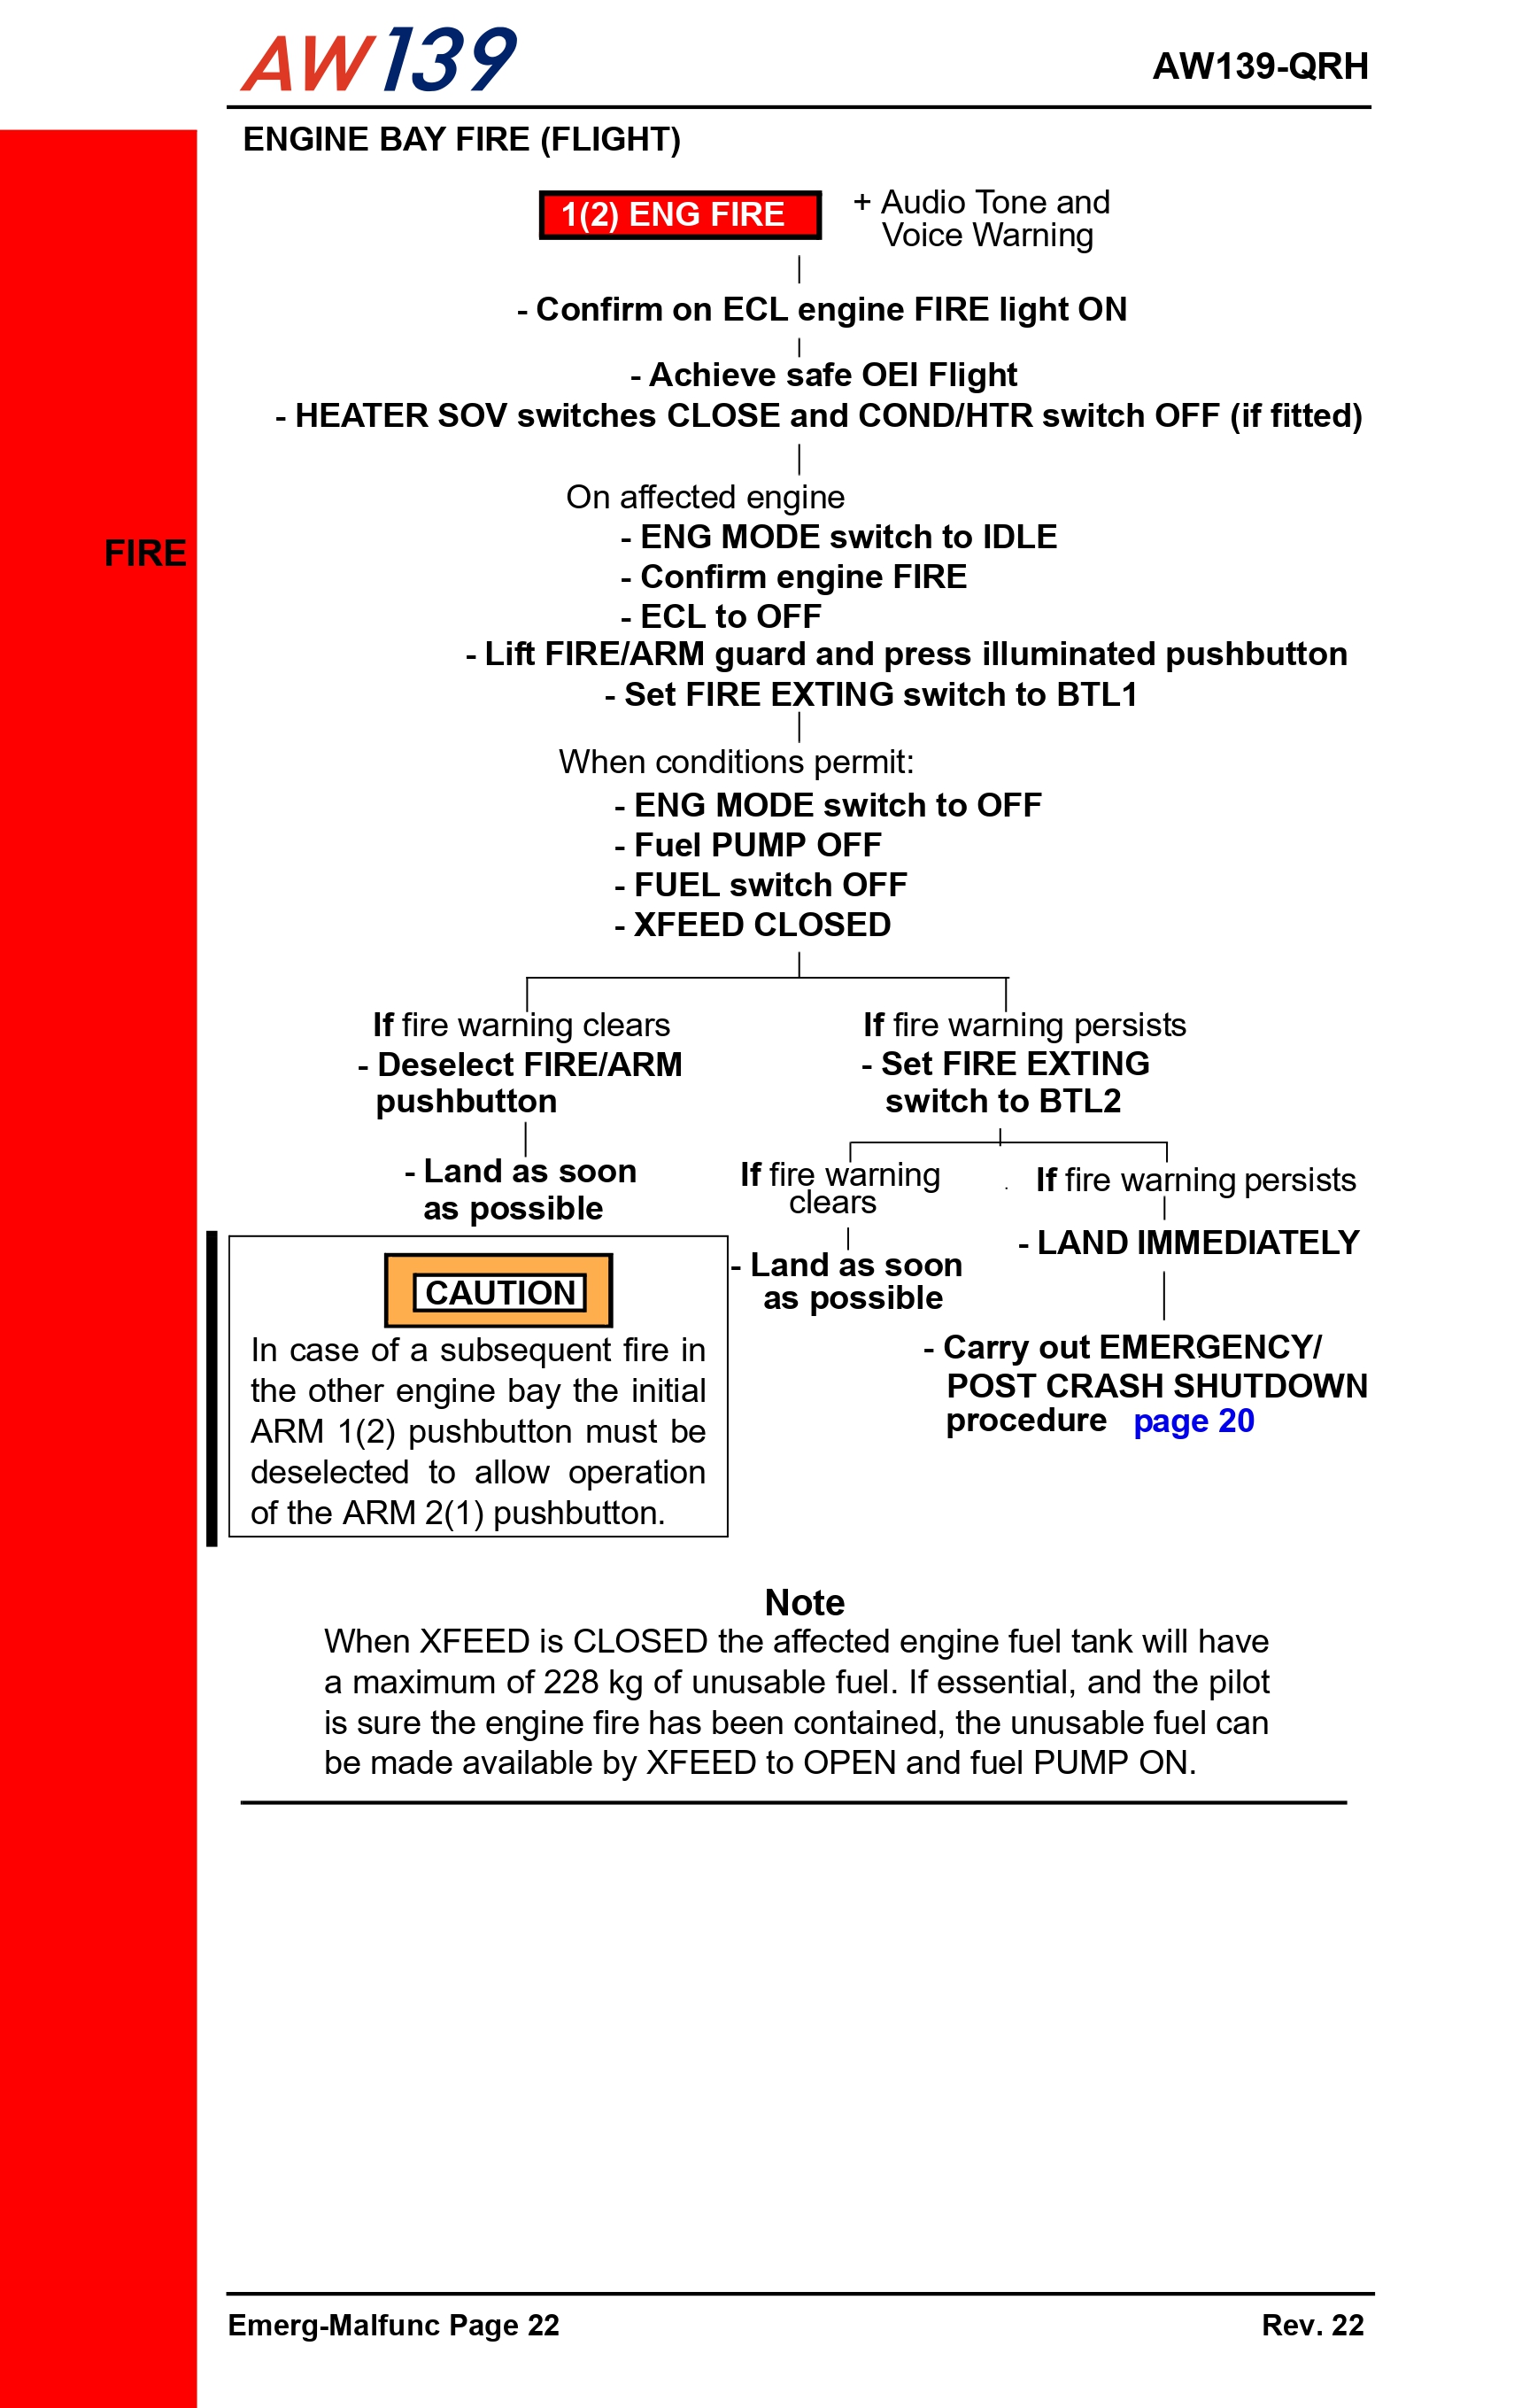 AW139
AW139-QRH
ENGINE BAY FIRE (FLIGHT)
1(2) ENG FIRE
+ Audio Tone and
Voice Warning
- Confirm on ECL engine FIRE light ON
- Achieve safe OEI Flight
- HEATER SOV switches CLOSE and COND/HTR switch OFF (if fitted)
On affected engine
- ENG MODE switch to IDLE
FIRE
- Confirm engine FIRE
- ECL to OFF
- Lift FIRE/ARM guard and press illuminated pushbutton
- Set FIRE EXTING switch to BTL1
When conditions permit:
- ENG MODE switch to OFF
- Fuel PUMP OFF
- FUEL switch OFF
- XFEED CLOSED
If fire warning clears
- Deselect FIRE/ARM
pushbutton
- Land as soon
as possible
If fire warning persists
- Set FIRE EXTING
switch to BTL2
If fire warning
clears
- Land as soon
as possible
If fire warning persists
- LAND IMMEDIATELY
- Carry out EMERGENCY/
POST CRASH SHUTDOWN
procedure page 20
CAUTION
In case of a subsequent fire in
the other engine bay the initial
ARM 1(2) pushbutton must be
deselected to allow operation
of the ARM 2(1) pushbutton.
Note
When XFEED is CLOSED the affected engine fuel tank will have
a maximum of 228 kg of unusable fuel. If essential, and the pilot
is sure the engine fire has been contained, the unusable fuel can
be made available by XFEED to OPEN and fuel PUMP ON.
Emerg-Malfunc Page 22
Rev. 22